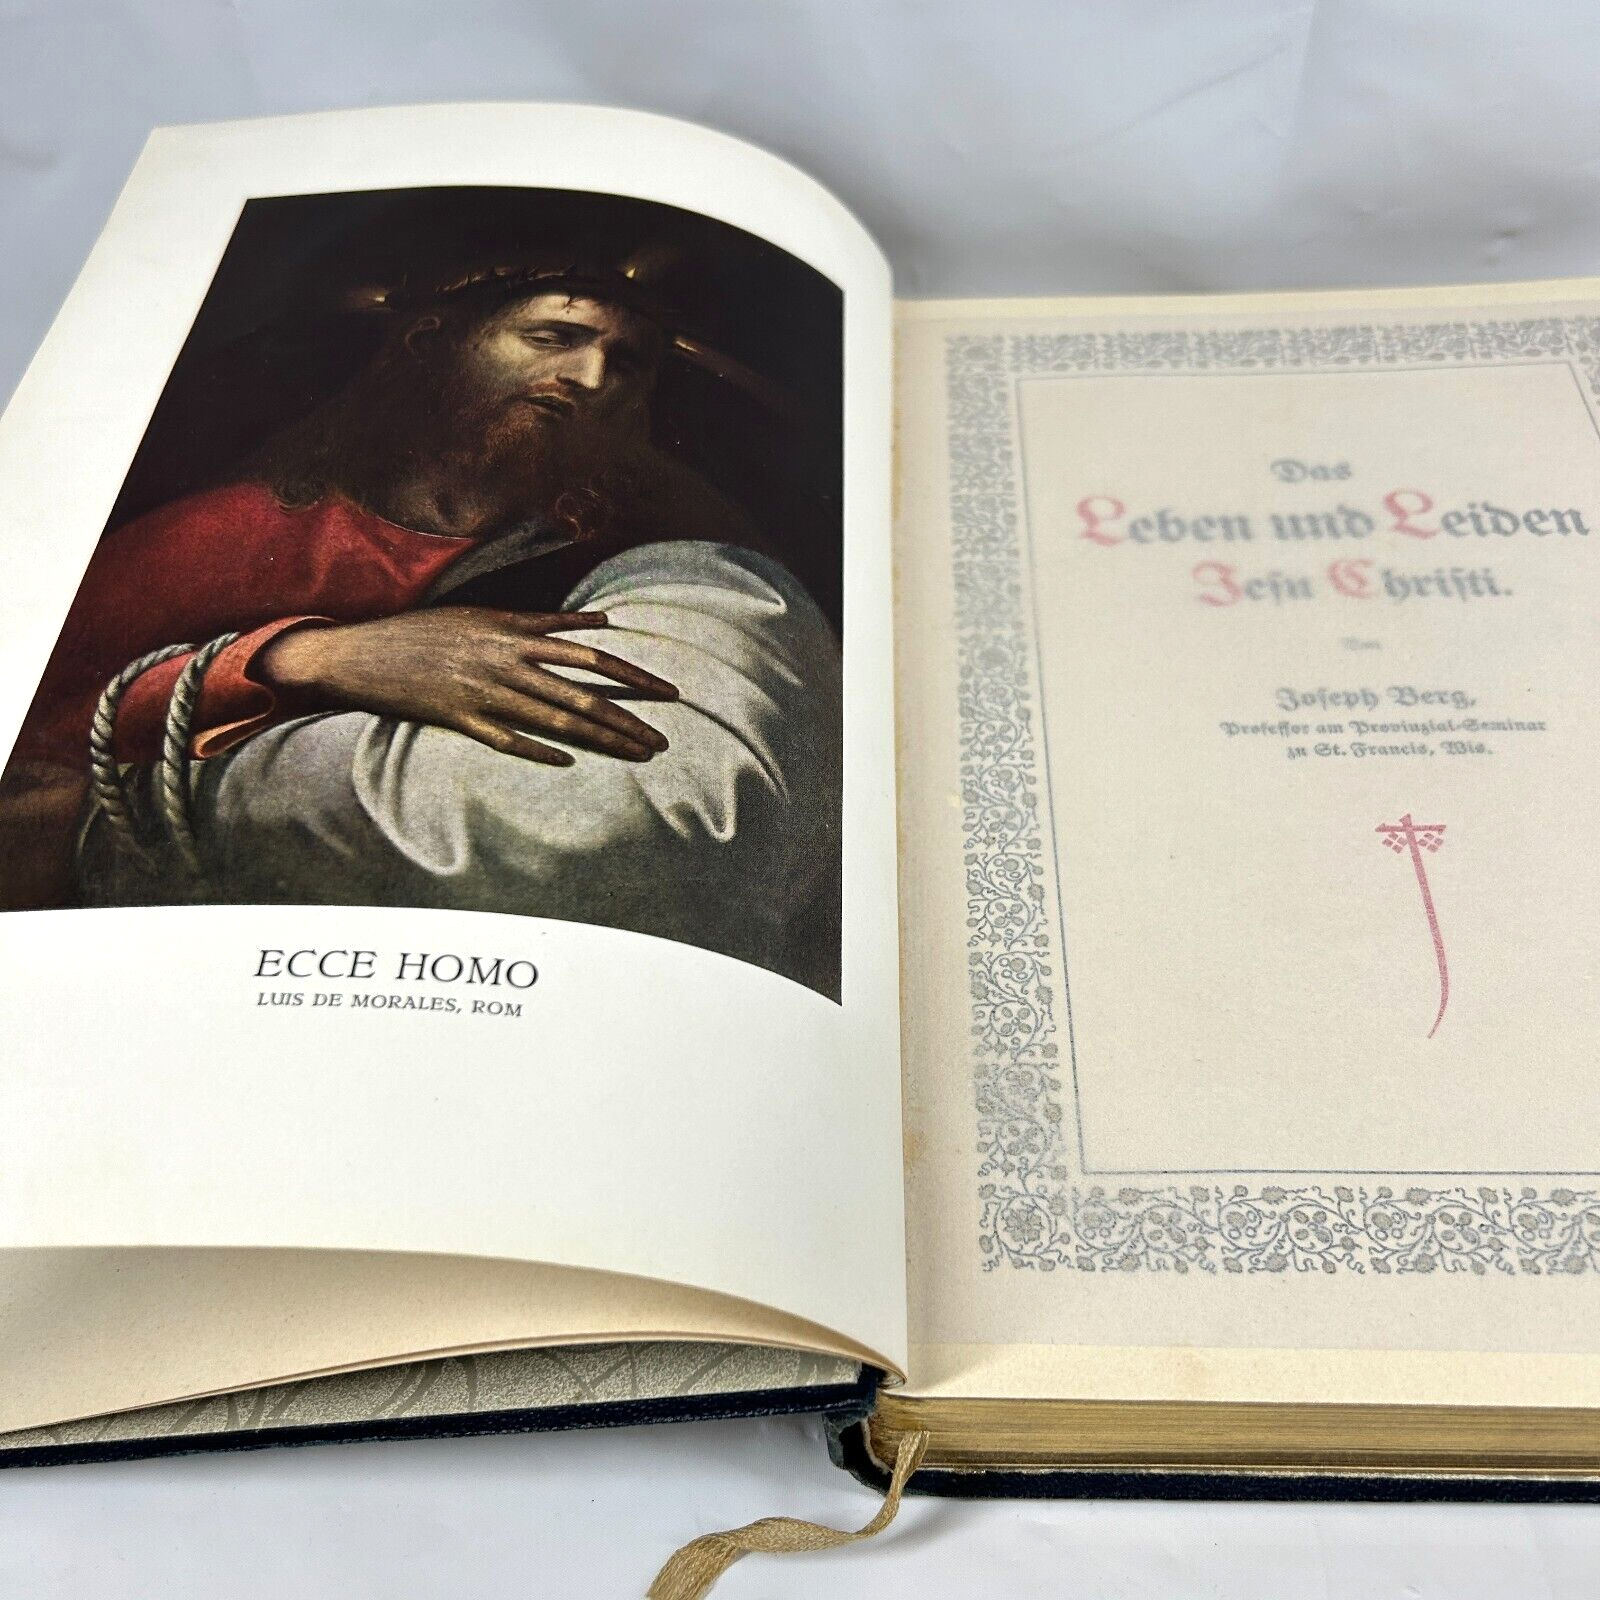 ECCE HOMO
LUIS DE MORALES, ROM
Das
Leben und Leiden
Jesu Christi.
Von
Joseph Berg,
Professor am Provinzial-Seminar
zu St. Francis, Wis.